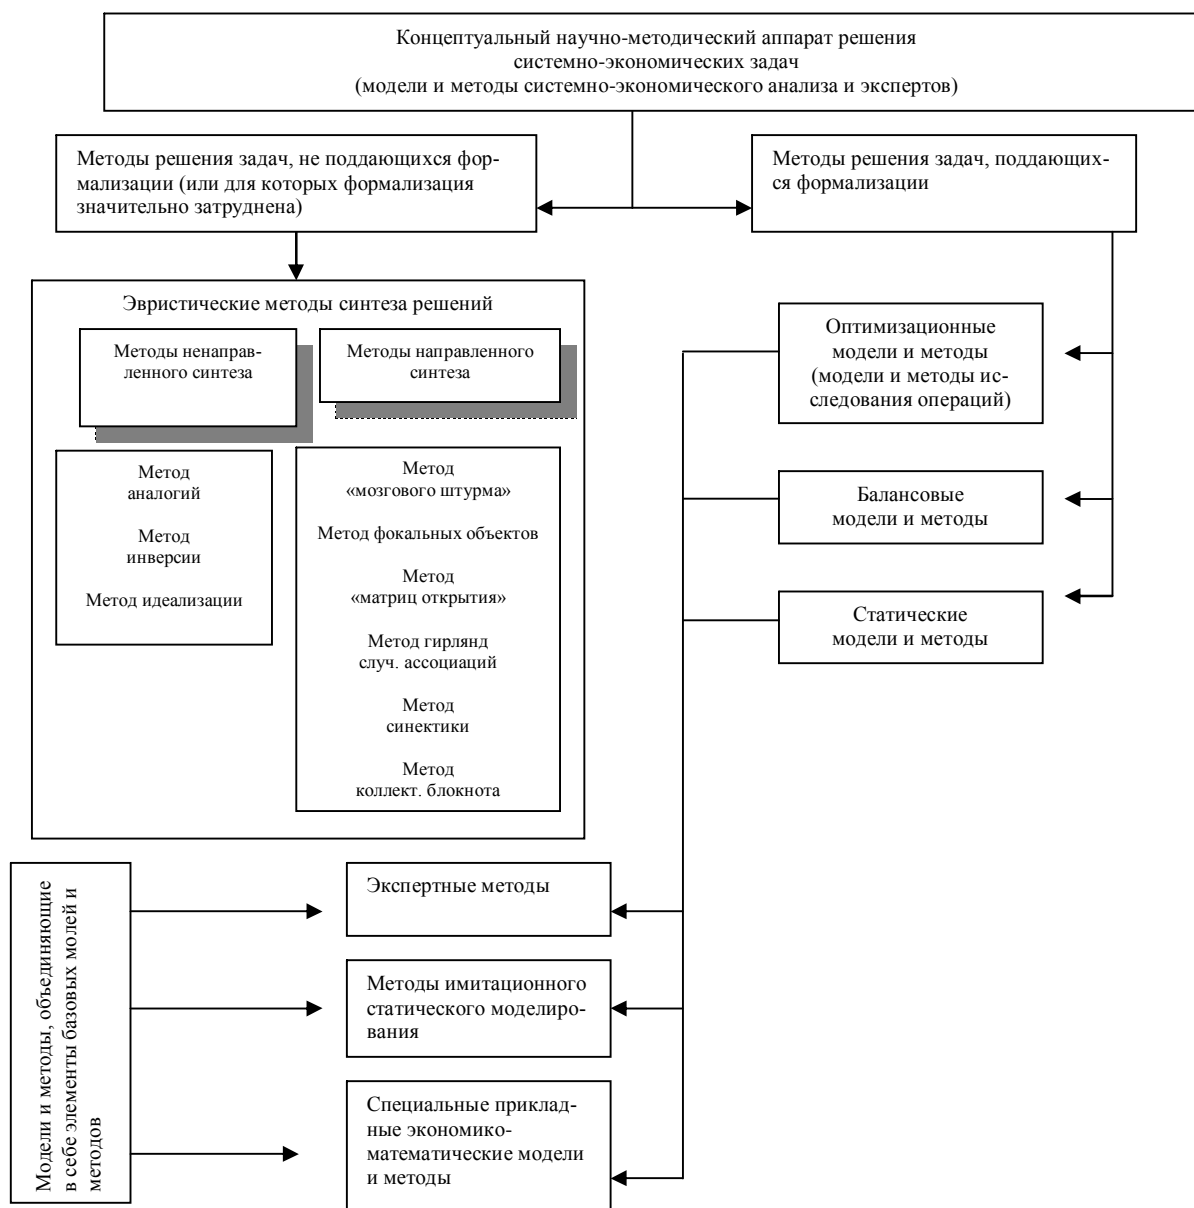 Концептуальный научно-методический аппарат решения
системно-экономических задач
(модели и методы системно-экономического анализа и экспертов)
Методы решения задач, не поддающихся фор-
мализации (или для которых формализация
значительно затруднена)
Методы решения задач, поддающих-
ся формализации
Эвристические методы синтеза решений
Методы ненаправ-
ленного синтеза
Методы направленного
синтеза
Метод
аналогий
Метод
инверсии
Метод идеализации
Метод
«мозгового штурма»
Метод фокальных объектов
Метод
«матриц открытия»
Метод гирлянд
случ. ассоциаций
Метод
синектики
Метод
коллект. блокнота
Оптимизационные
модели и методы
(модели и методы ис-
следования операций)
Балансовые
модели и методы
Статические
модели и методы
Модели и методы, объединяющие
в себе элементы базовых молей и
методов
Экспертные методы
Методы имитационного
статического моделиро-
вания
Специальные приклад-
ные экономико-
математические модели
и методы